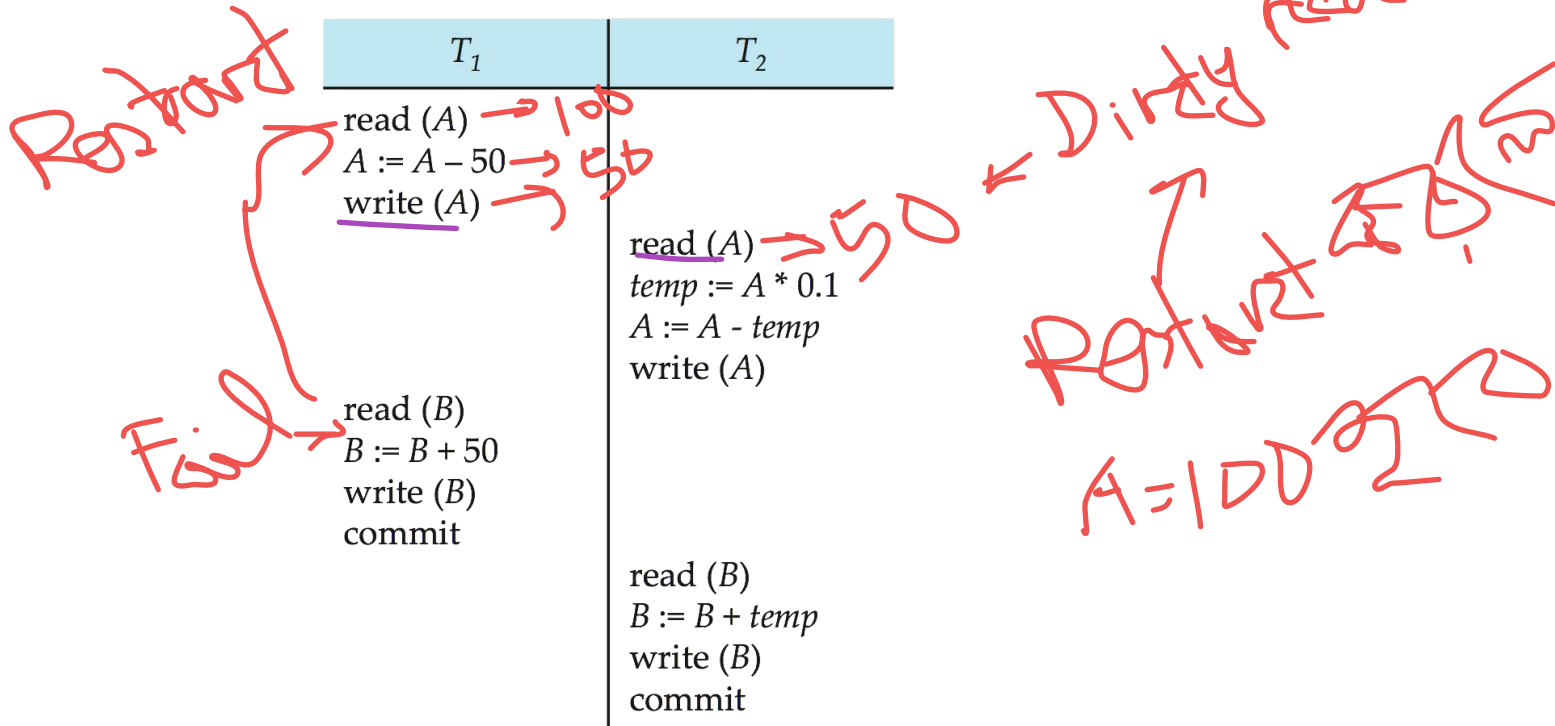 T1 T2
Restart
read (A) → 100
A := A – 50 → 50
write (A) →
Dirty
read (A) → 50
temp := A * 0.1
A := A - temp
write (A)
Restart
Fail →
read (B)
B := B + 50
write (B)
commit
A = 100
read (B)
B := B + temp
write (B)
commit